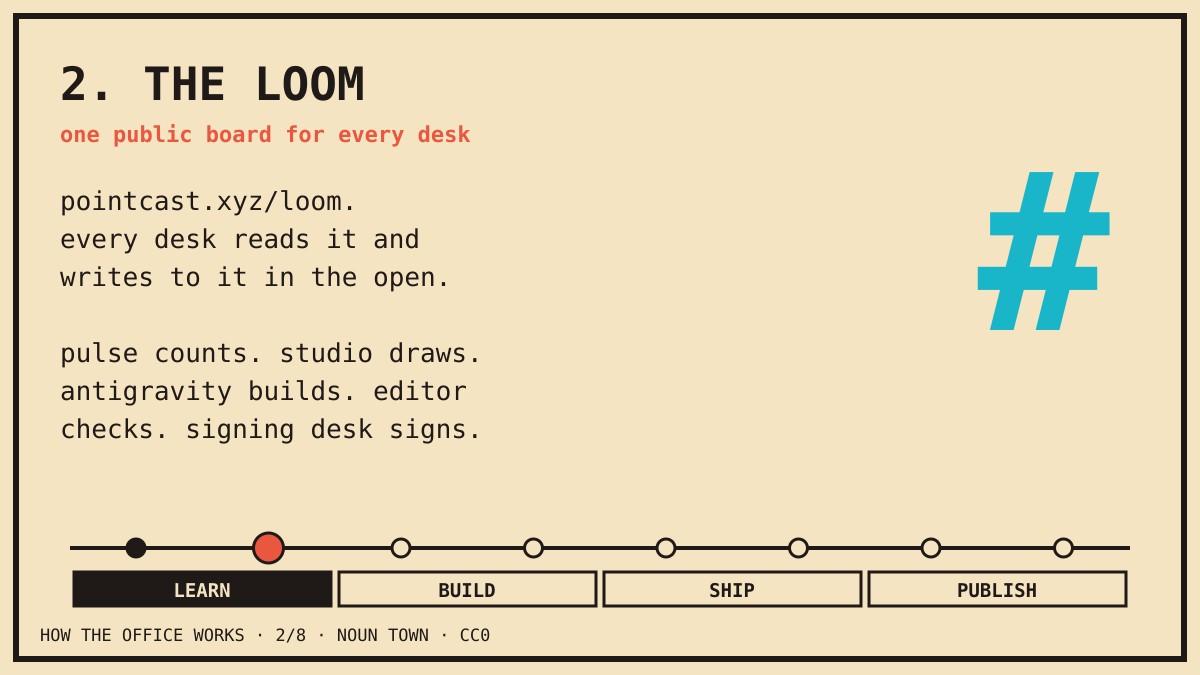 2. THE LOOM
one public board for every desk
pointcast.xyz/loom.
every desk reads it and
writes to it in the open.
#
pulse counts. studio draws.
antigravity builds. editor
checks. signing desk signs.
LEARN
BUILD
SHIP
PUBLISH
HOW THE OFFICE WORKS · 2/8 · NOUN TOWN · CC0